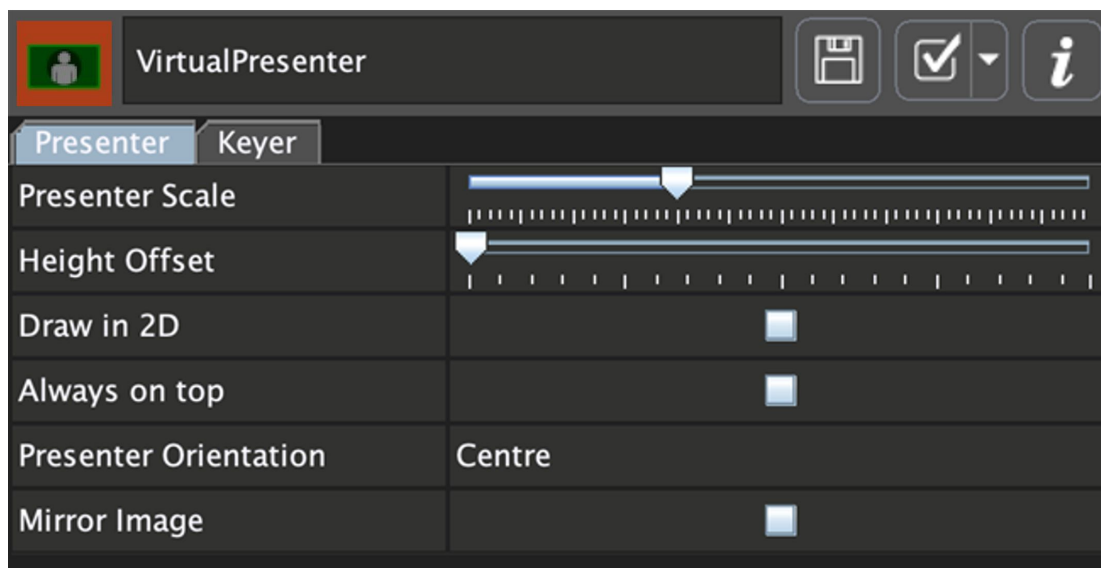 VirtualPresenter
Presenter Keyer
Presenter Scale
Height Offset
Draw in 2D
Always on top
Presenter Orientation Centre
Mirror Image